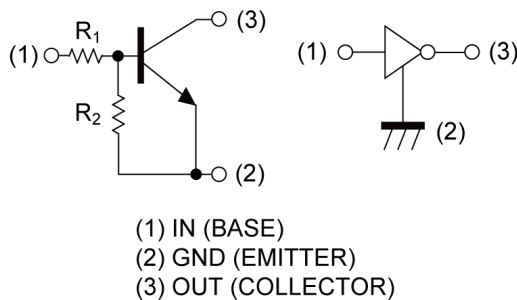 (3)
(1)
R₁
R₂
(2)
(1)
(3)
(2)
(1) IN (BASE)
(2) GND (EMITTER)
(3) OUT (COLLECTOR)